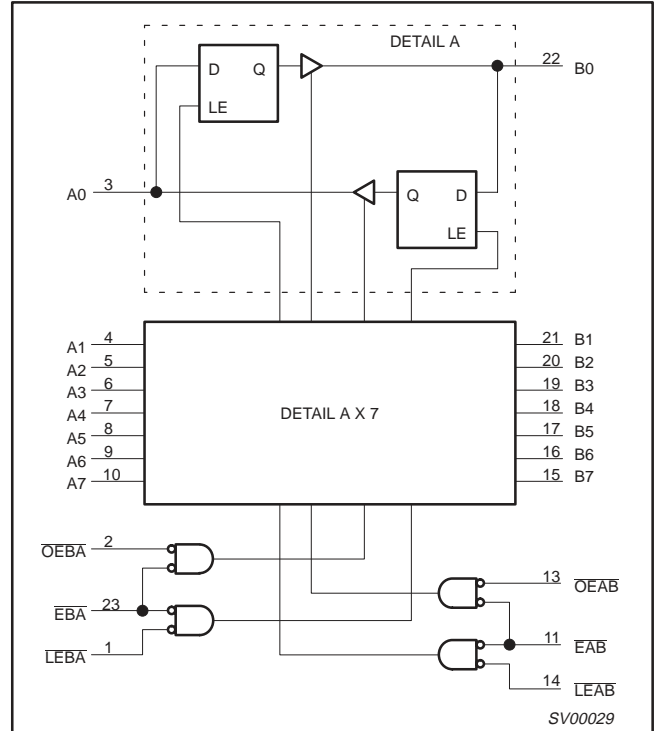 DETAIL A
D Q
LE
22 B0
A0 3
Q D
LE
A1 4
A2 5
A3 6
A4 7
A5 8
A6 9
A7 10
DETAIL A X 7
21 B1
20 B2
19 B3
18 B4
17 B5
16 B6
15 B7
OEBA 2
EBA 23
LEBA 1
13 OEAB
11 EAB
14 LEAB
SV00029